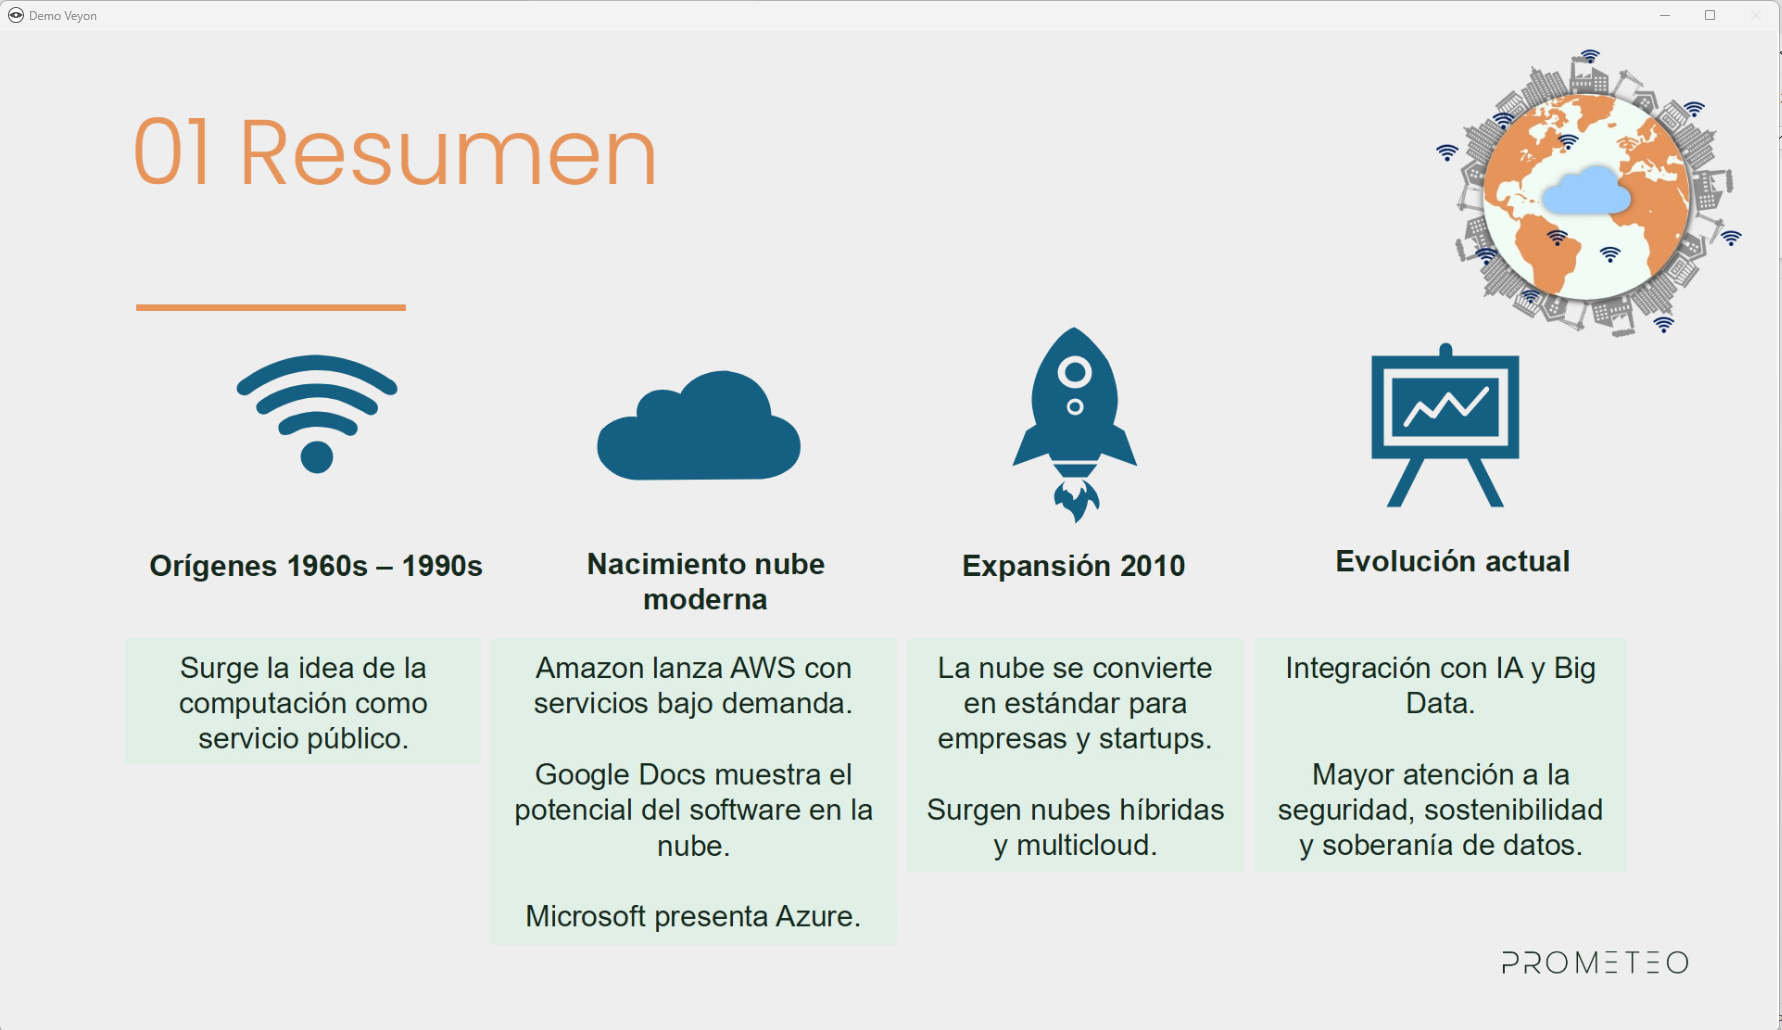 Demo Veyon
01 Resumen
Orígenes 1960s – 1990s
Surge la idea de la
computación como
servicio público.
Nacimiento nube
moderna
Amazon lanza AWS con
servicios bajo demanda.
Google Docs muestra el
potencial del software en la
nube.
Microsoft presenta Azure.
Expansión 2010
La nube se convierte
en estándar para
empresas y startups.
Surgen nubes híbridas
y multicloud.
Evolución actual
Integración con IA y Big
Data.
Mayor atención a la
seguridad, sostenibilidad
y soberanía de datos.
PROMETEO